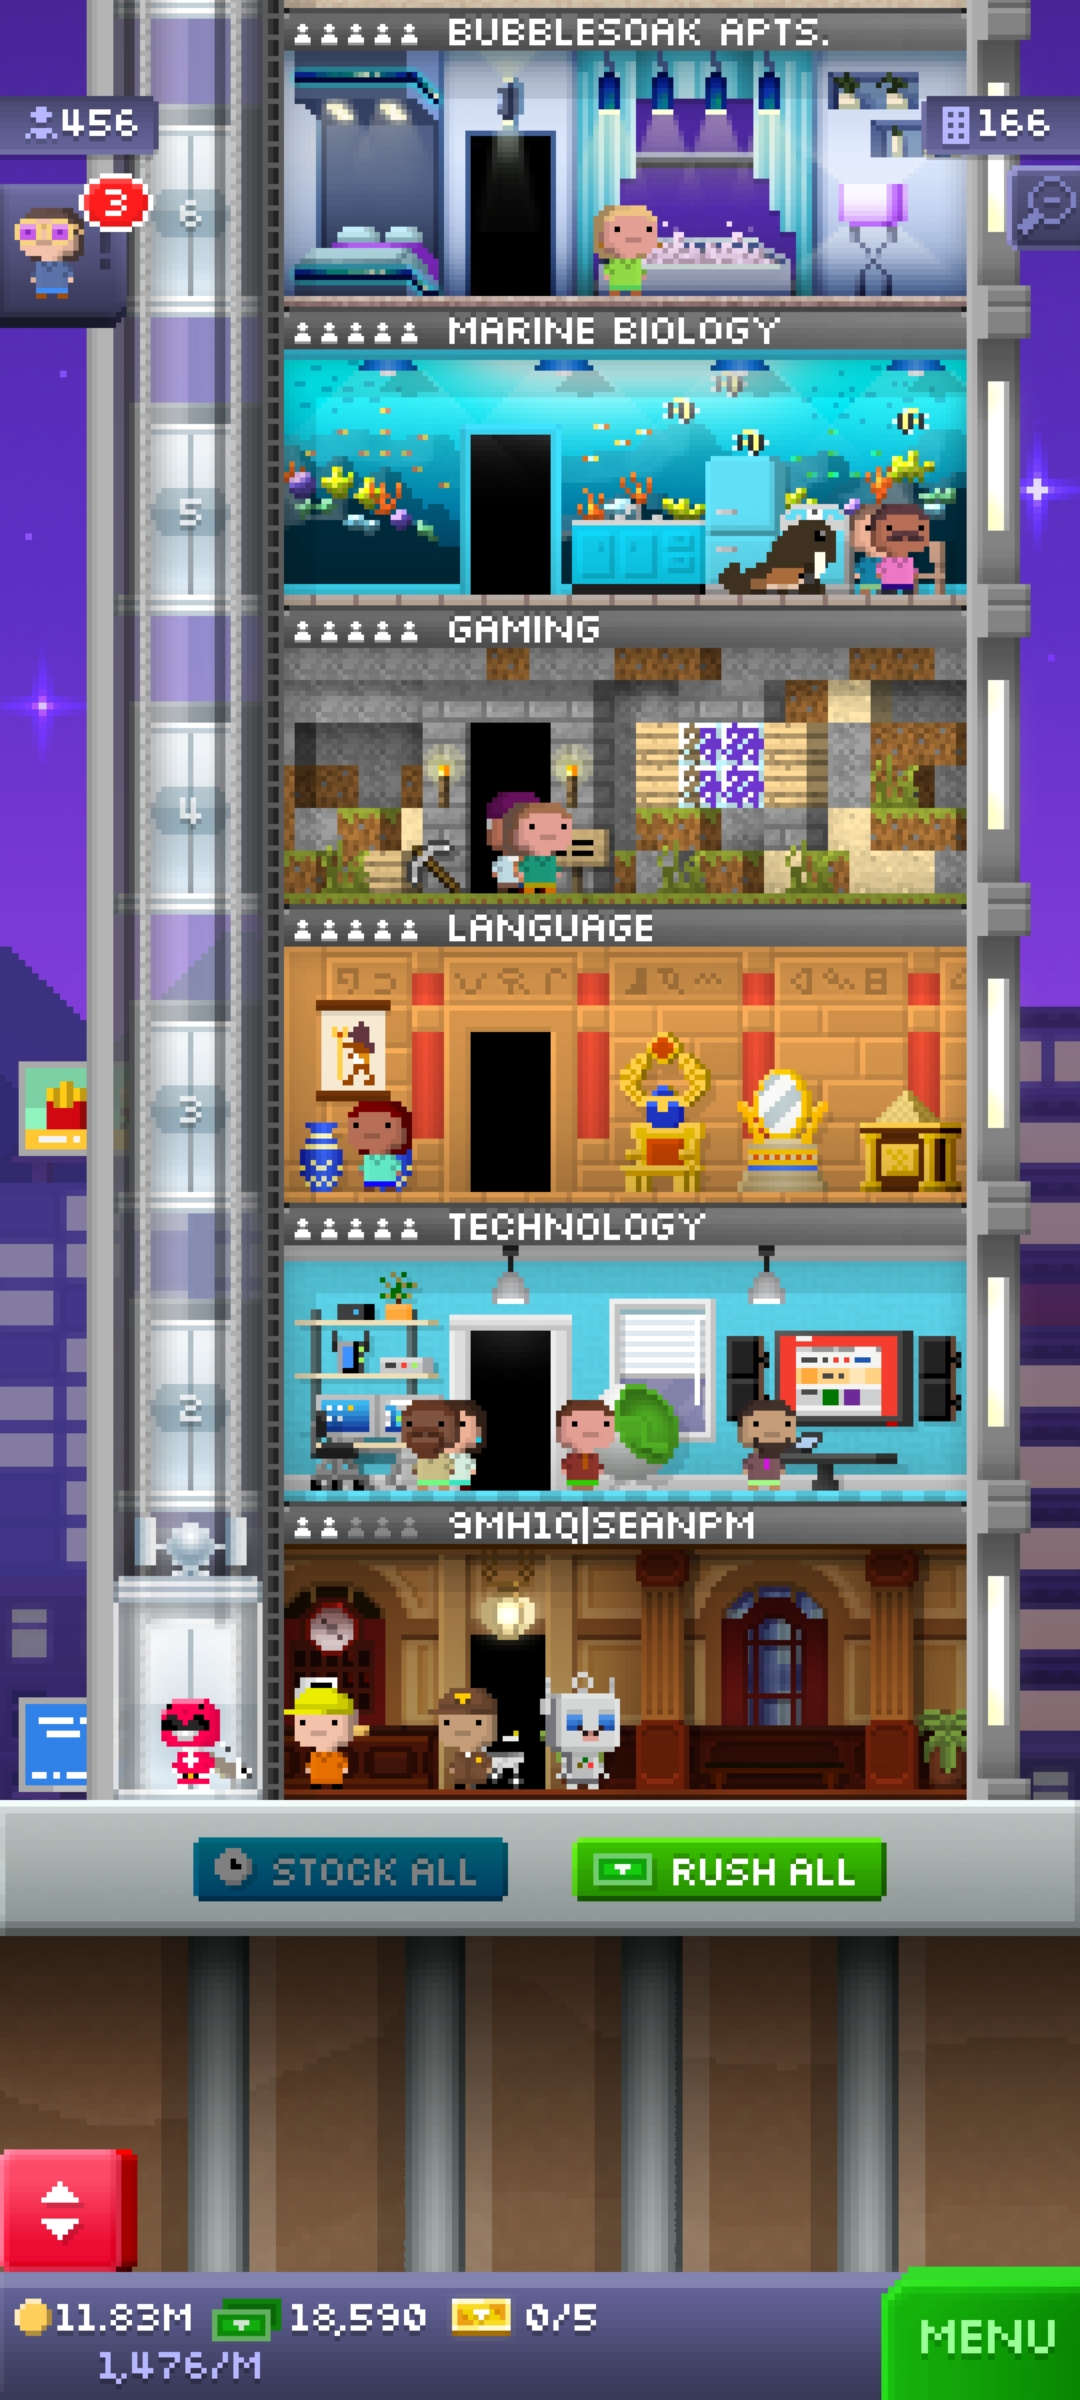 BUBBLESOAK APTS.
456
166
3
6
MARINE BIOLOGY
5
GAMING
4
LANGUAGE
3
TECHNOLOGY
2
9MH1Q|SEANPM
STOCK ALL
RUSH ALL
11.83M
18,590
0/5
1,476/M
MENU